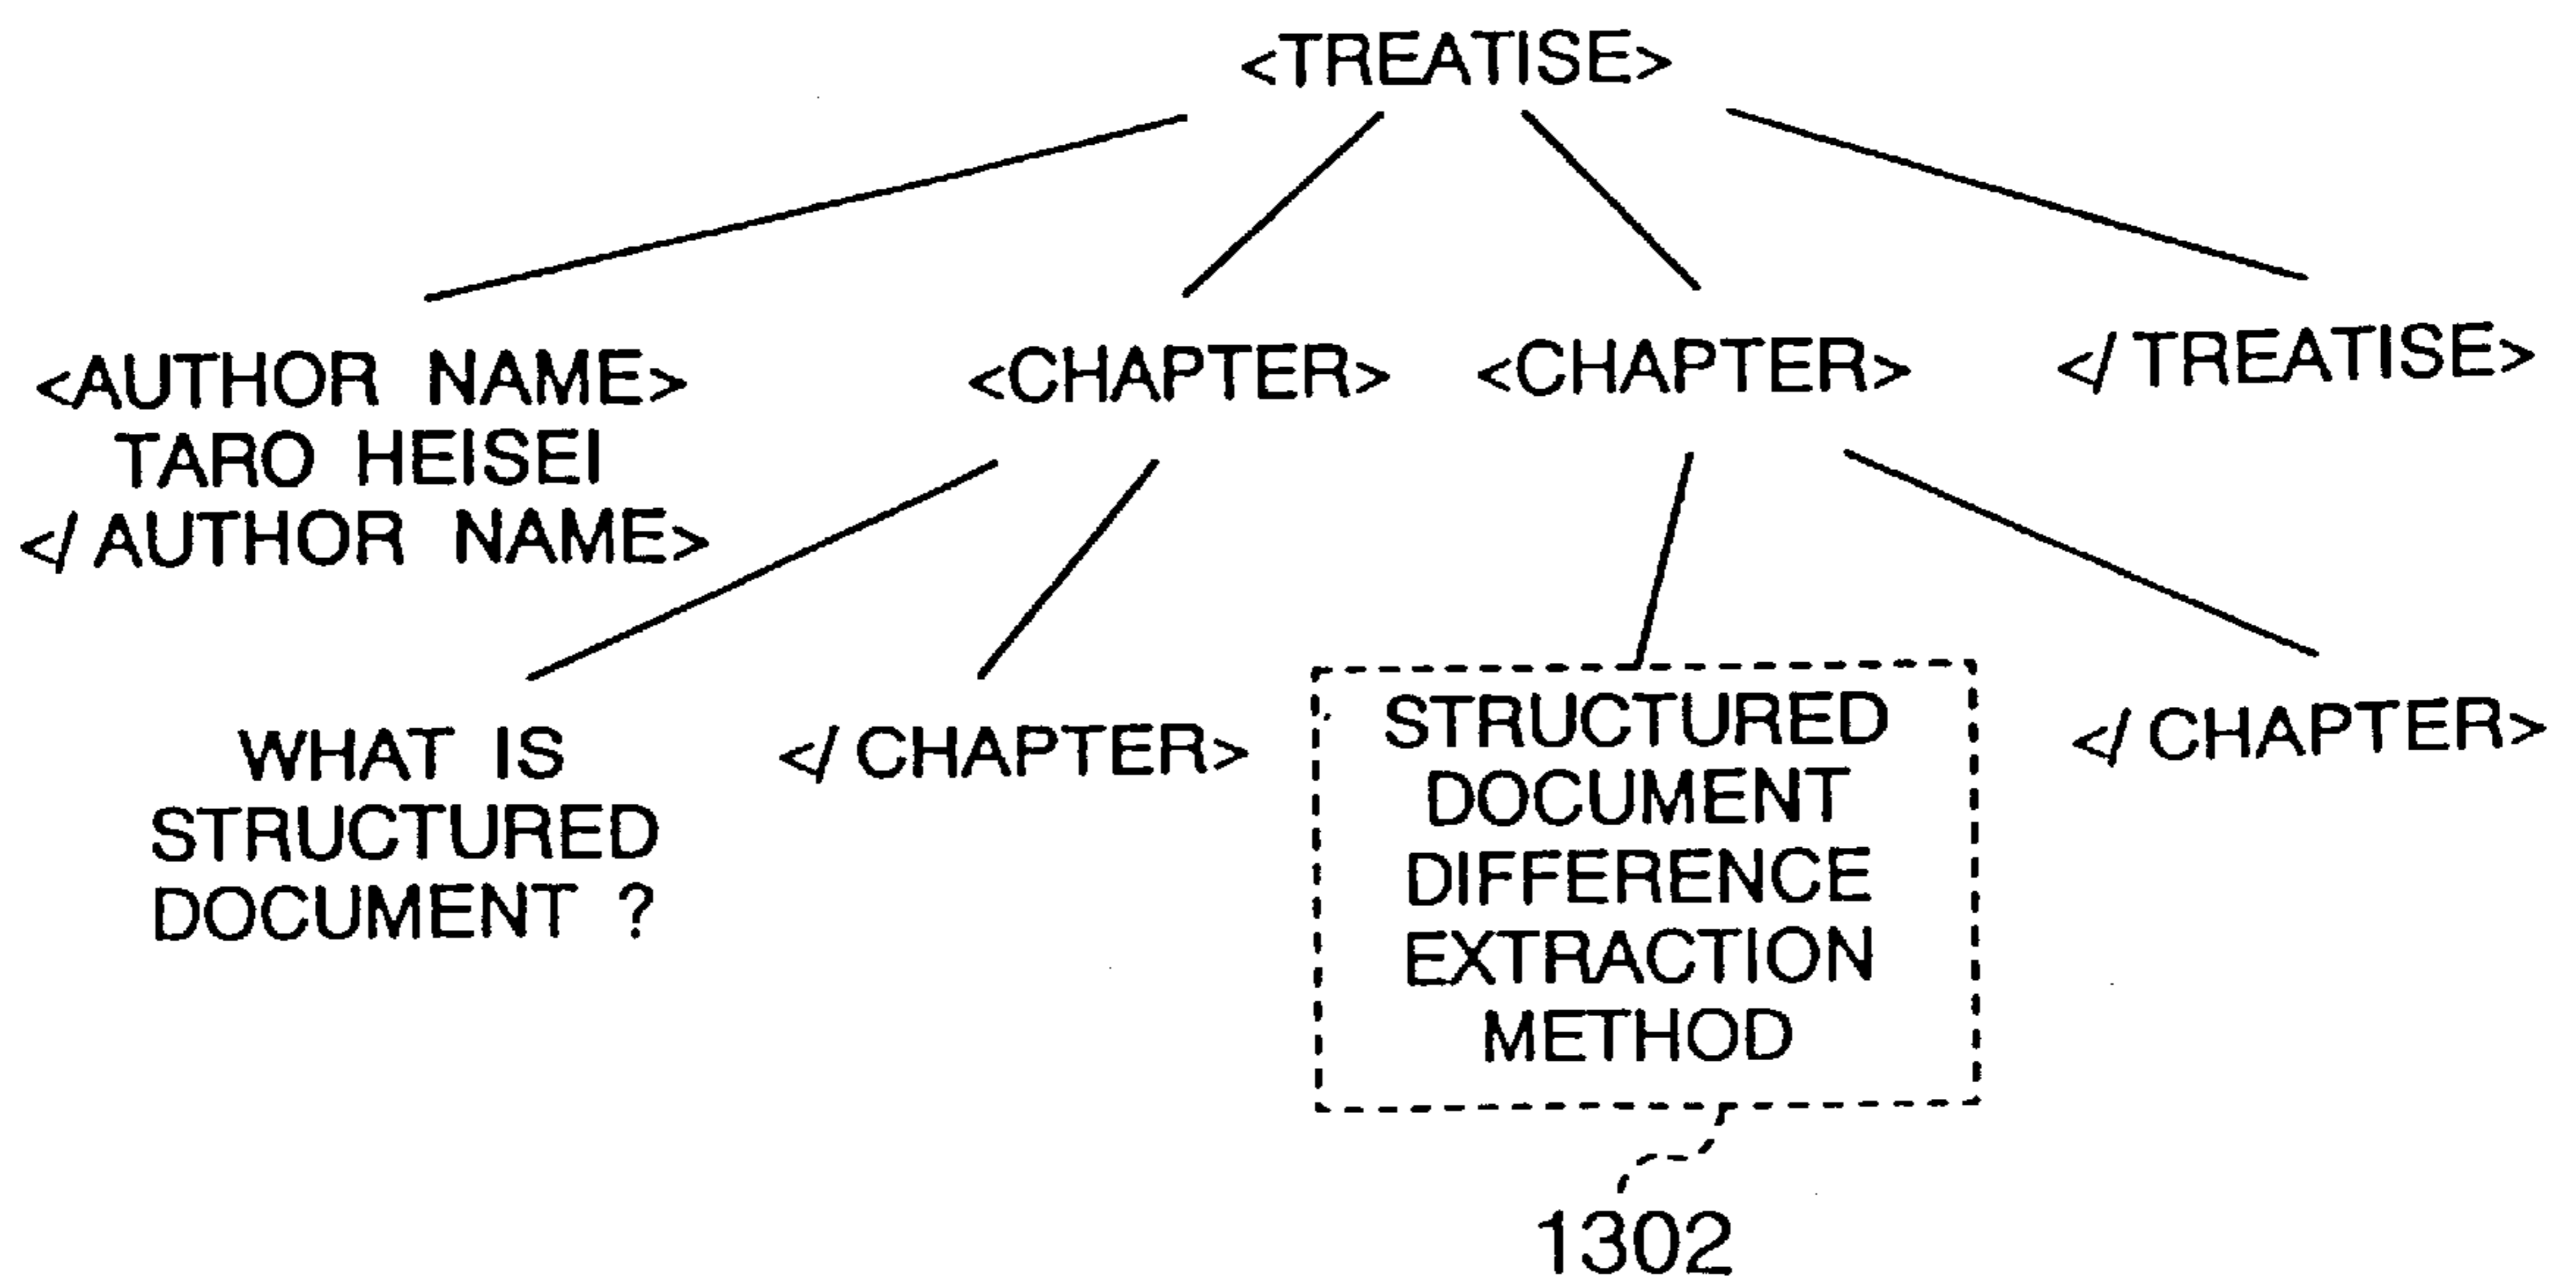 <TREATISE>
<AUTHOR NAME>
TARO HEISEI
</AUTHOR NAME>
<CHAPTER>
<CHAPTER>
</TREATISE>
WHAT IS
STRUCTURED
DOCUMENT ?
</CHAPTER>
STRUCTURED
DOCUMENT
DIFFERENCE
EXTRACTION
METHOD
</CHAPTER>
1302